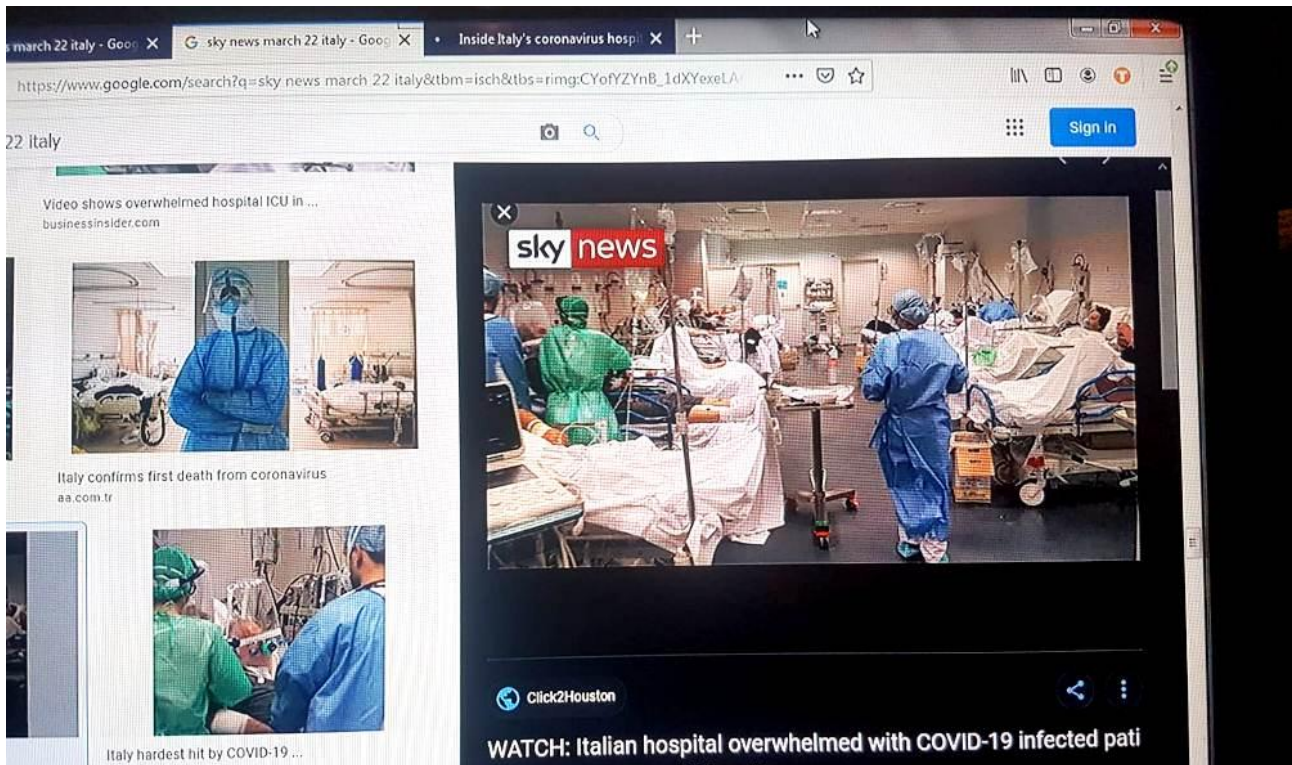 s march 22 italy - Goo
G sky news march 22 italy - Goo
Inside Italy's coronavirus hospi
https://www.google.com/search?q=sky news march 22 italy&tbm=isch&tbs=rimg:CYofYZYnB_1dXYexeLA
22 italy
Sign in
Video shows overwhelmed hospital ICU in ...
businessinsider.com
sky news
Italy confirms first death from coronavirus
aa.com.tr
Italy hardest hit by COVID-19 ...
Click2Houston
WATCH: Italian hospital overwhelmed with COVID-19 infected pati